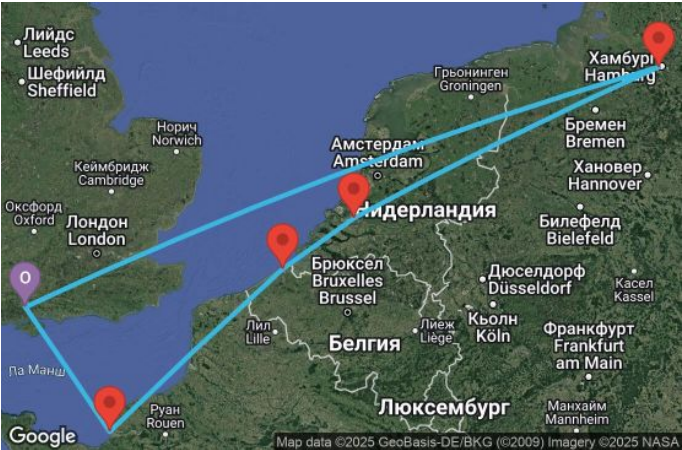 Лийдс
Leeds
Шефийлд
Sheffield
Хамбург
Hamburg
Грьонинген
Groningen
Норич
Norwich
Бремен
Bremen
Амстердам
Amsterdam
Кеймбридж
Cambridge
Хановер
Hannover
Оксфорд
Oxford
Лондон
London
Нидерландия
Билефелд
Bielefeld
O
Брюксел
Bruxelles
Brussel
Дюселдорф
Düsseldorf
Касел
Kassel
Лил
Lille
Лиеж
Liège
Кьолн
Köln
Белгия
Франкфурт
Frankfurt
am Main
Ла Манш
Люксембург
Руан
Rouen
Манхайм
Mannheim
Google
Map data ©2025 GeoBasis-DE/BKG (©2009) Imagery ©2025 NASA